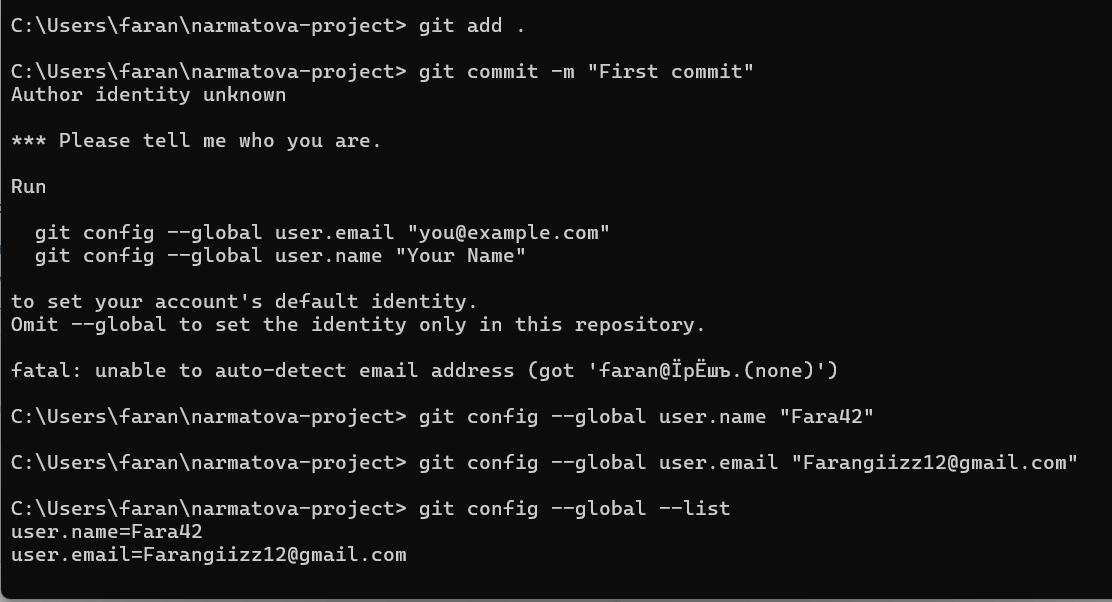 C:\Users\faran\narmatova-project> git add .
C:\Users\faran\narmatova-project> git commit -m "First commit"
Author identity unknown
*** Please tell me who you are.
Run
git config --global user.email "you@example.com"
git config --global user.name "Your Name"
to set your account's default identity.
Omit --global to set the identity only in this repository.
fatal: unable to auto-detect email address (got 'faran@ЇрЁшъ.(none)')
C:\Users\faran\narmatova-project> git config --global user.name "Fara42"
C:\Users\faran\narmatova-project> git config --global user.email "Farangiizz12@gmail.com"
C:\Users\faran\narmatova-project> git config --global --list
user.name=Fara42
user.email=Farangiizz12@gmail.com